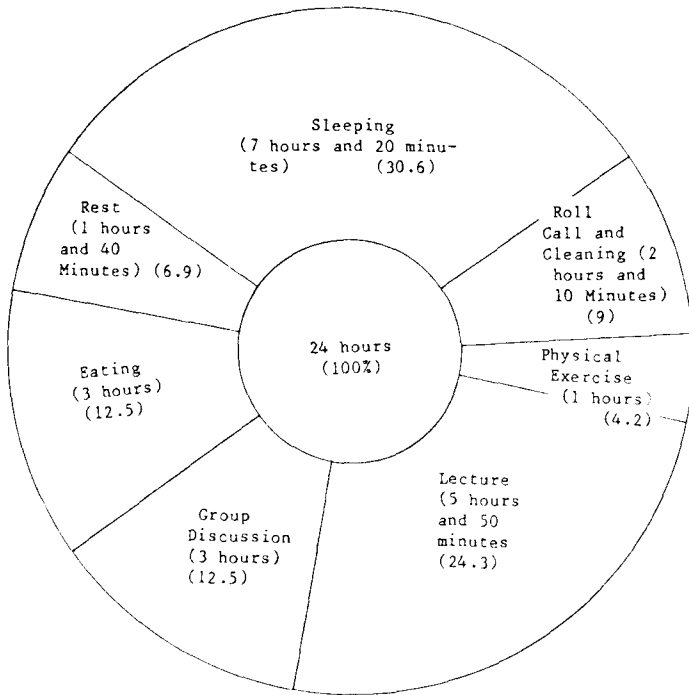 Sleeping
(7 hours and 20 minu-
tes) (30.6)
Roll
Call and
Cleaning (2
hours and
10 Minutes)
(9)
Physical
Exercise
(1 hours)
(4.2)
Lecture
(5 hours
and 50
minutes
(24.3)
Group
Discussion
(3 hours)
(12.5)
Eating
(3 hours)
(12.5)
Rest
(1 hours
and 40
Minutes) (6.9)
24 hours
(100%)